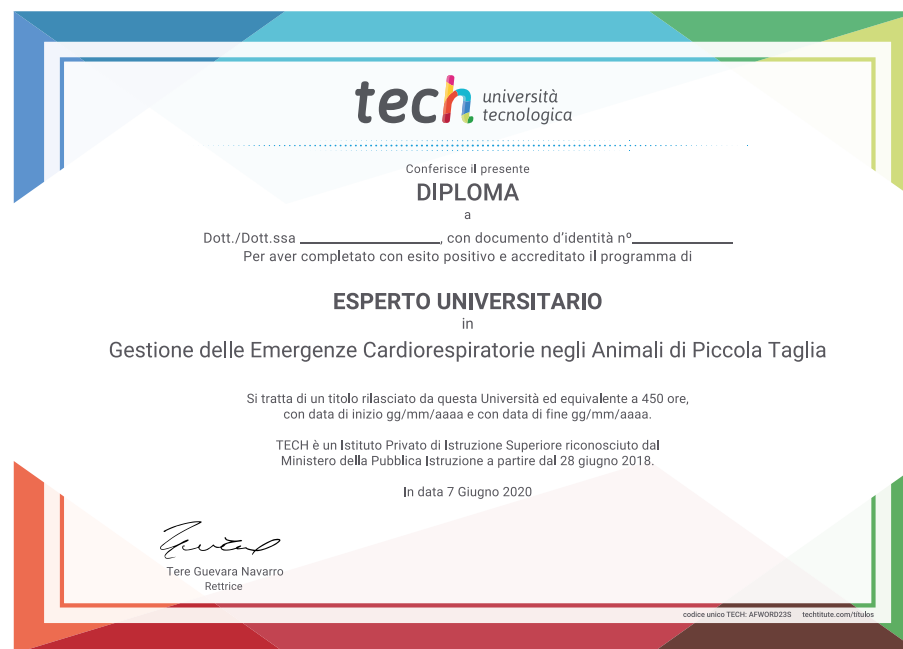 tech università
tecnologica
Conferisce il presente
DIPLOMA
a
Dott./Dott.ssa ____________________, con documento d'identità nº______________
Per aver completato con esito positivo e accreditato il programma di
ESPERTO UNIVERSITARIO
in
Gestione delle Emergenze Cardiorespiratorie negli Animali di Piccola Taglia
Si tratta di un titolo rilasciato da questa Università ed equivalente a 450 ore,
con data di inizio gg/mm/aaaa e con data di fine gg/mm/aaaa.
TECH è un Istituto Privato di Istruzione Superiore riconosciuto dal
Ministero della Pubblica Istruzione a partire dal 28 giugno 2018.
In data 7 Giugno 2020
Tere Guevara Navarro
Rettrice
codice unico TECH: AFWORD23S techtitute.com/titulos